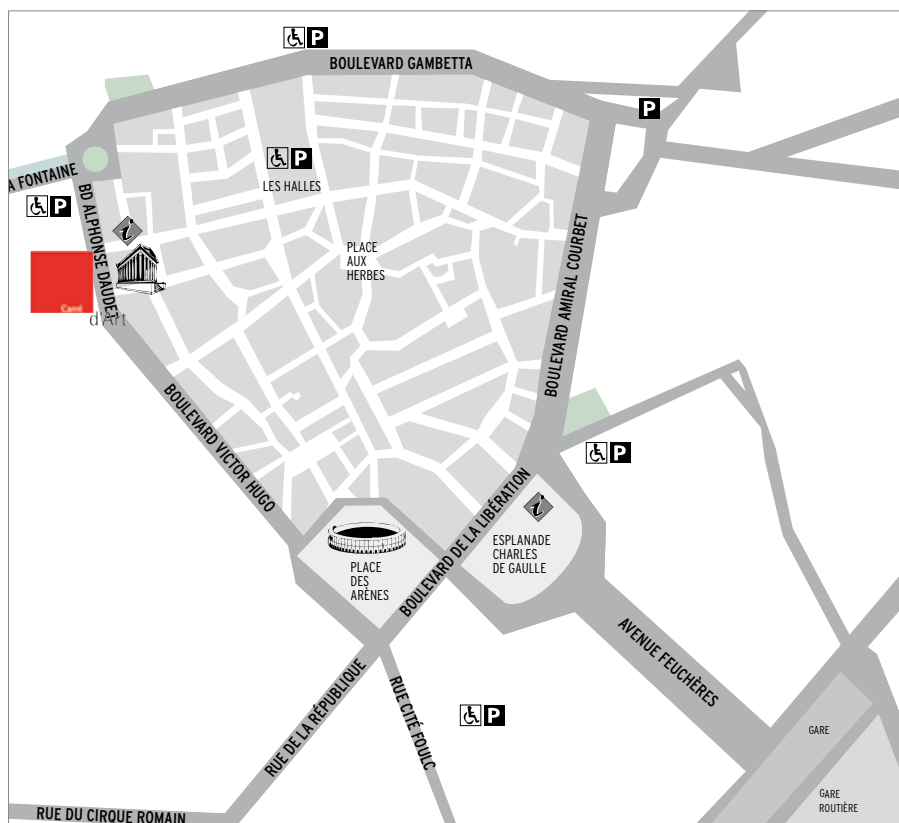 P
BOULEVARD GAMBETTA
P
P
LES HALLES
A FONTAINE
P
BD ALPHONSE DAUDET
i
Carré
d'Art
PLACE
AUX
HERBES
BOULEVARD AMIRAL COURBET
BOULEVARD VICTOR HUGO
P
BOULEVARD DE LA LIBÉRATION
i
ESPLANADE
CHARLES
DE GAULLE
PLACE
DES
ARÈNES
AVENUE FEUCHÈRES
RUE DE LA RÉPUBLIQUE
RUE CITÉ FOULC
P
GARE
GARE
ROUTIÈRE
RUE DU CIRQUE ROMAIN